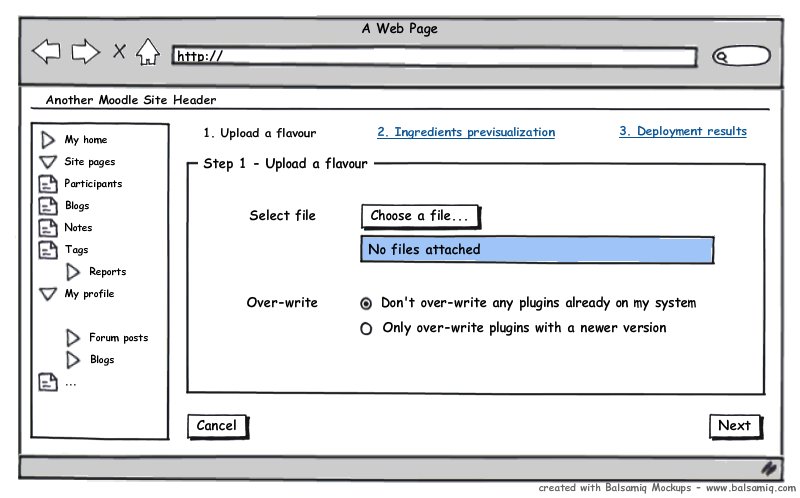 A Web Page
http://
Another Moodle Site Header
My home
Site pages
Participants
Blogs
Notes
Tags
Reports
My profile
Forum posts
Blogs
...
1. Upload a flavour 2. Ingredients previsualization 3. Deployment results
Step 1 - Upload a flavour
Select file Choose a file...
No files attached
Over-write Don't over-write any plugins already on my system
Only over-write plugins with a newer version
Cancel Next
created with Balsamiq Mockups - www.balsamiq.com